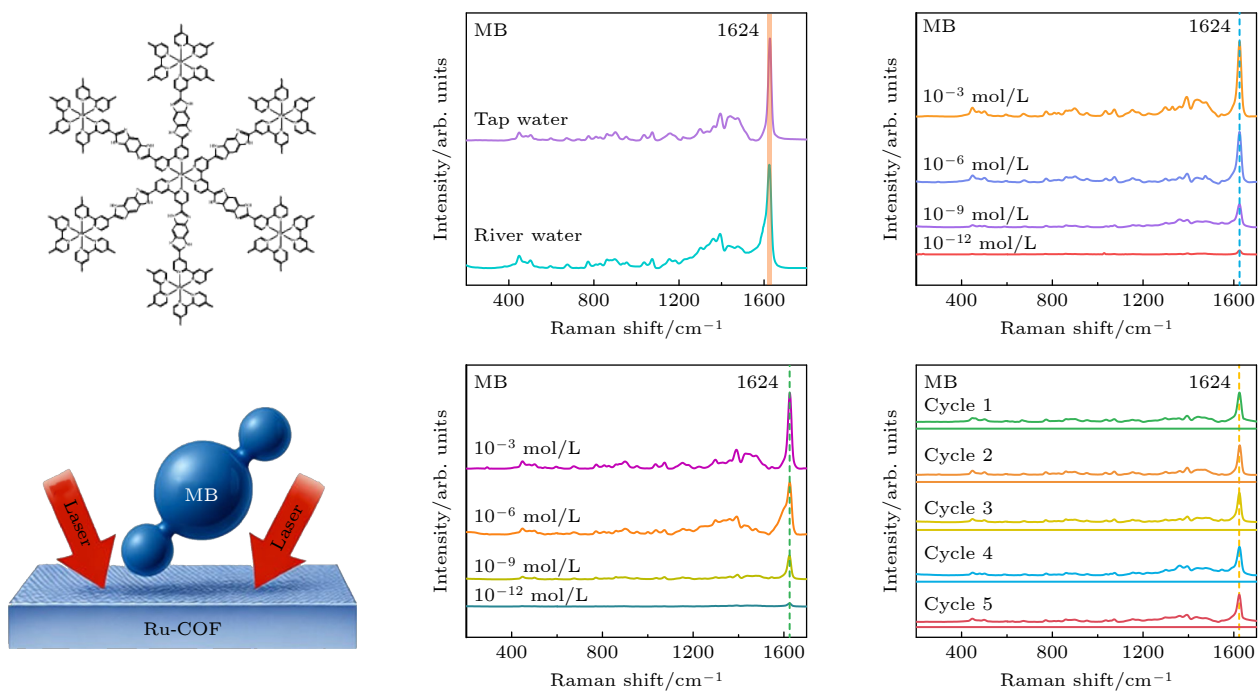 MB
1624
Tap water
River water
Intensity/arb. units
400
800
1200
1600
Raman shift/cm⁻¹
MB
1624
10⁻³ mol/L
10⁻⁶ mol/L
10⁻⁹ mol/L
10⁻¹² mol/L
Intensity/arb. units
400
800
1200
1600
Raman shift/cm⁻¹
Laser
MB
Laser
Ru-COF
MB
1624
10⁻³ mol/L
10⁻⁶ mol/L
10⁻⁹ mol/L
10⁻¹² mol/L
Intensity/arb. units
400
800
1200
1600
Raman shift/cm⁻¹
MB
1624
Cycle 1
Cycle 2
Cycle 3
Cycle 4
Cycle 5
Intensity/arb. units
400
800
1200
1600
Raman shift/cm⁻¹